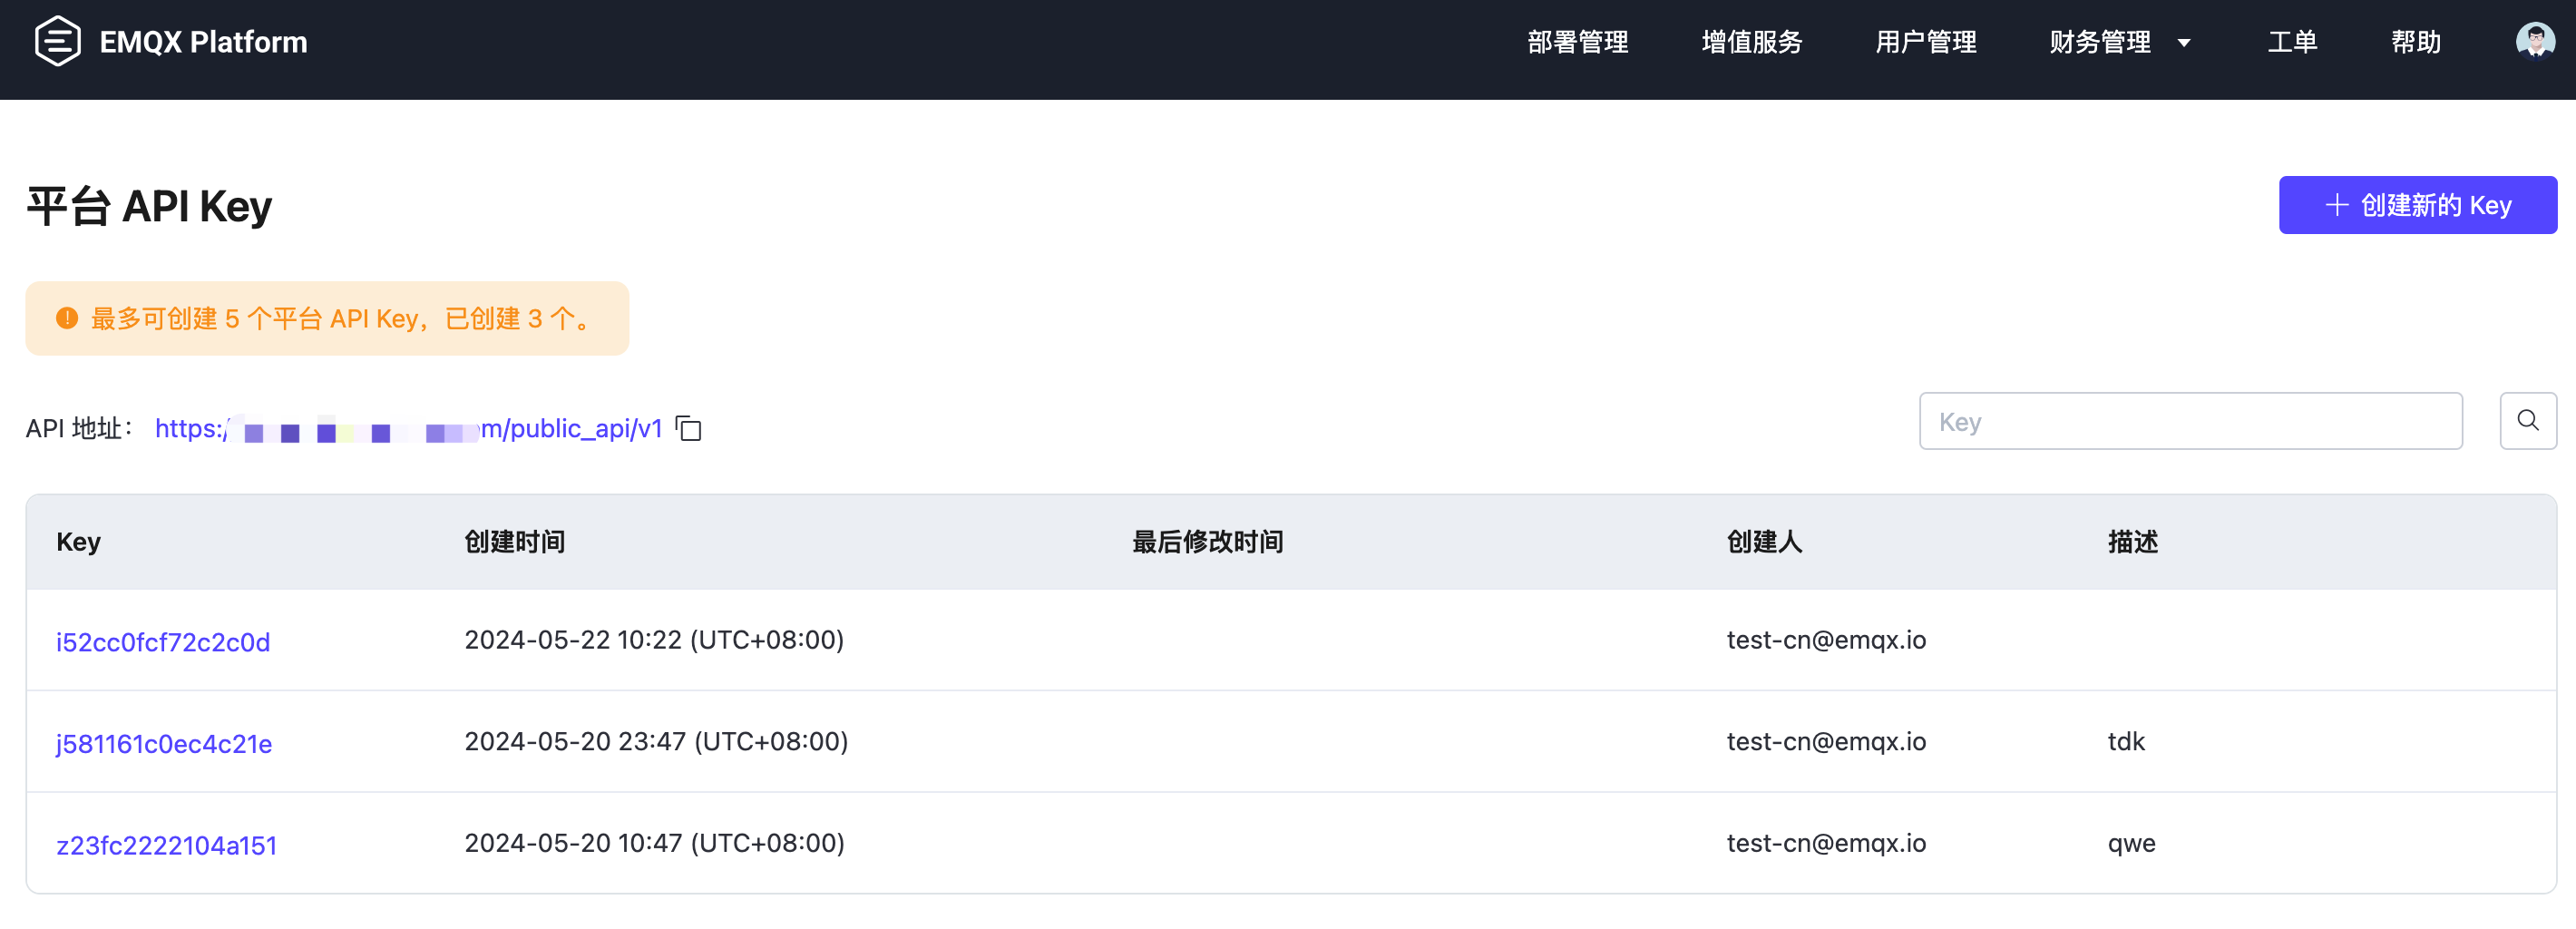 EMQX Platform 部署管理 增值服务 用户管理 财务管理 工单 帮助
平台 API Key
创建新的 Key
最多可创建 5 个平台 API Key，已创建 3 个。
API 地址： https:/ m/public_api/v1
Key
Key 创建时间 最后修改时间 创建人 描述
i52cc0fcf72c2c0d 2024-05-22 10:22 (UTC+08:00) test-cn@emqx.io
j581161c0ec4c21e 2024-05-20 23:47 (UTC+08:00) test-cn@emqx.io tdk
z23fc2222104a151 2024-05-20 10:47 (UTC+08:00) test-cn@emqx.io qwe